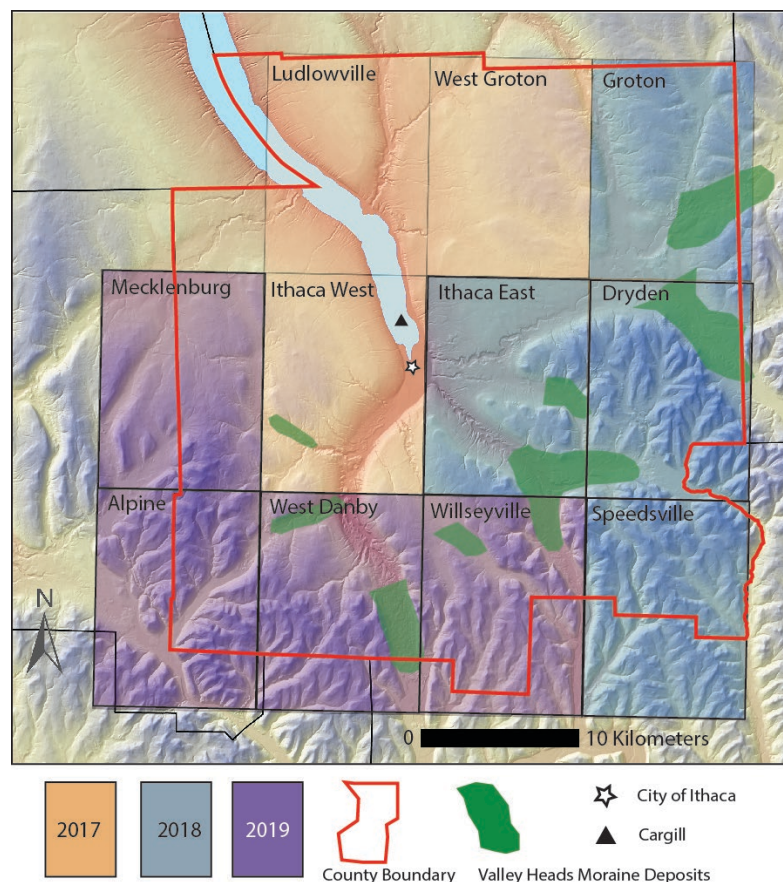 Ludlowville
West Groton
Groton
Mecklenburg
Ithaca West
Ithaca East
Dryden
Alpine
West Danby
Willseyville
Speedsville
N
0
10 Kilometers
2017
2018
2019
City of Ithaca
Cargill
County Boundary
Valley Heads Moraine Deposits